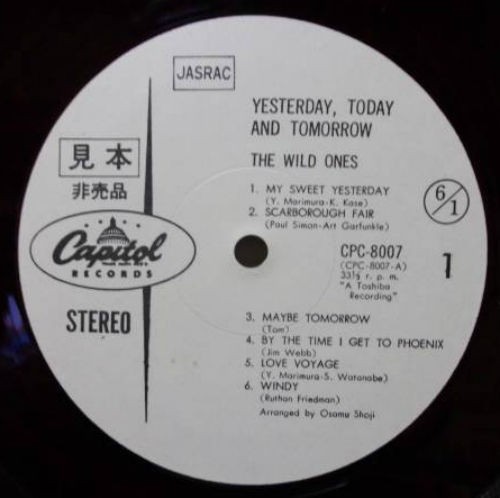 JASRAC
YESTERDAY, TODAY
AND TOMORROW
THE WILD ONES
見本
非売品
1. MY SWEET YESTERDAY
(Y. Marimura-K. Kase)
2. SCARBOROUGH FAIR
(Paul Simon-Art Garfunkle)
6/1
Capitol
RECORDS
CPC-8007
(CPC-8007-A)
33⅓ r. p. m.
"A Toshiba
Recording"
1
STEREO
3. MAYBE TOMORROW
(Tom)
4. BY THE TIME I GET TO PHOENIX
(Jim Webb)
5. LOVE VOYAGE
(Y. Marimura-S. Watanabe)
6. WINDY
(Ruthan Friedman)
Arranged by Osamu Shoji